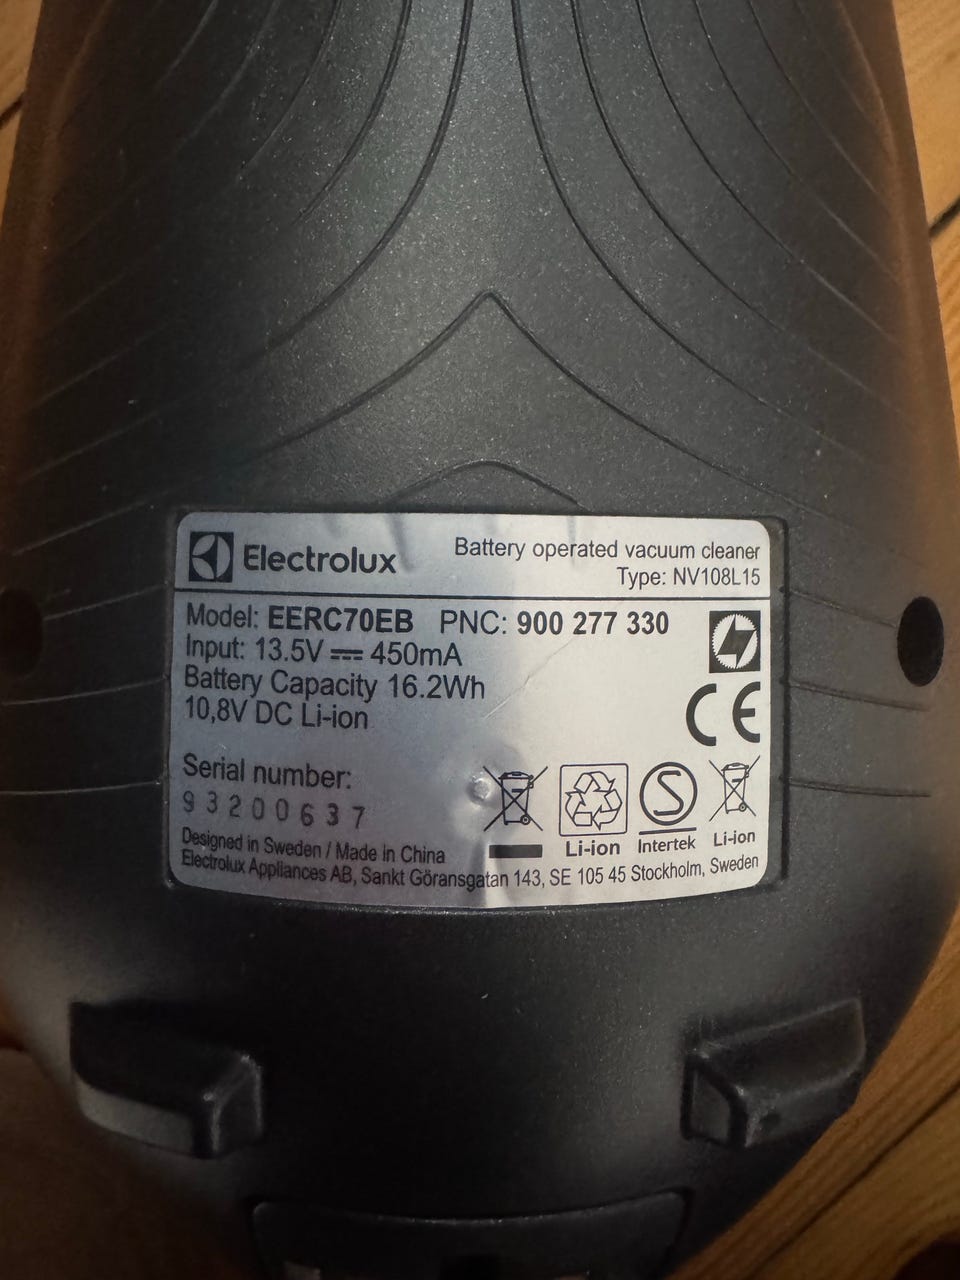 Electrolux
Battery operated vacuum cleaner
Type: NV108L15
Model: EERC70EB PNC: 900 277 330
Input: 13.5V ⎓ 450mA
Battery Capacity 16.2Wh
10,8V DC Li-ion
CE
Serial number:
93200637
S
Li-ion
Intertek
Li-ion
Designed in Sweden / Made in China
Electrolux Appliances AB, Sankt Göransgatan 143, SE 105 45 Stockholm, Sweden